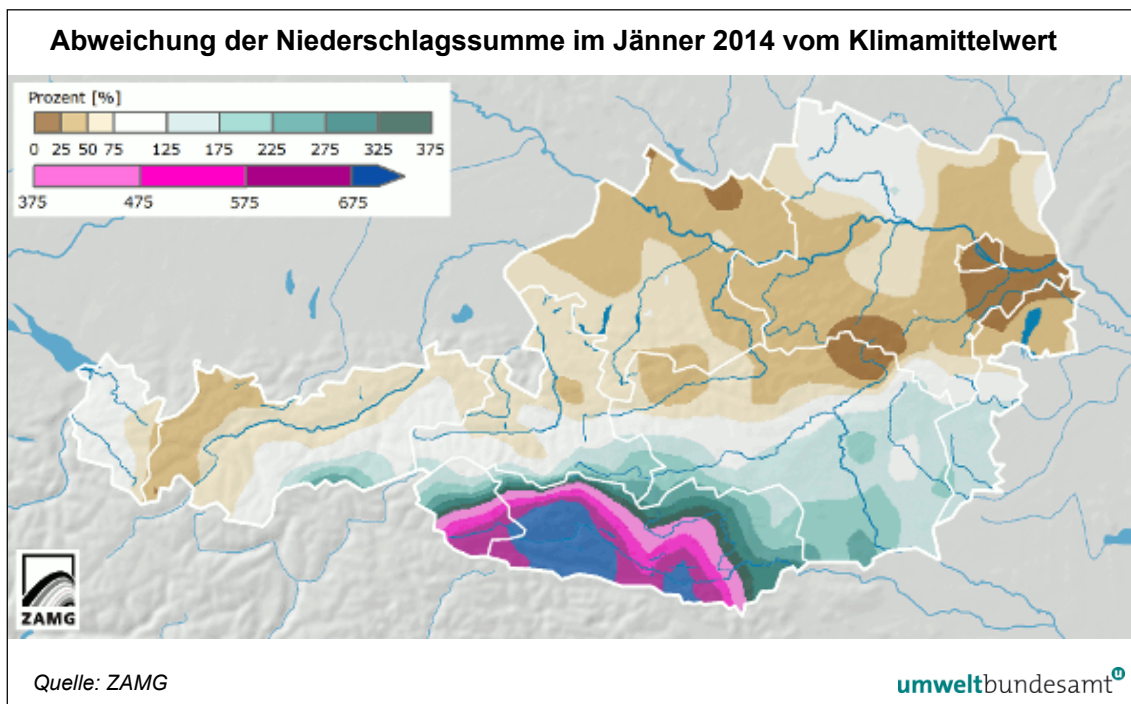 Abweichung der Niederschlagssumme im Jänner 2014 vom Klimamittelwert
Prozent [%]
0 25 50 75 125 175 225 275 325 375
375 475 575 675
ZAMG
Quelle: ZAMG
umweltbundesamt u